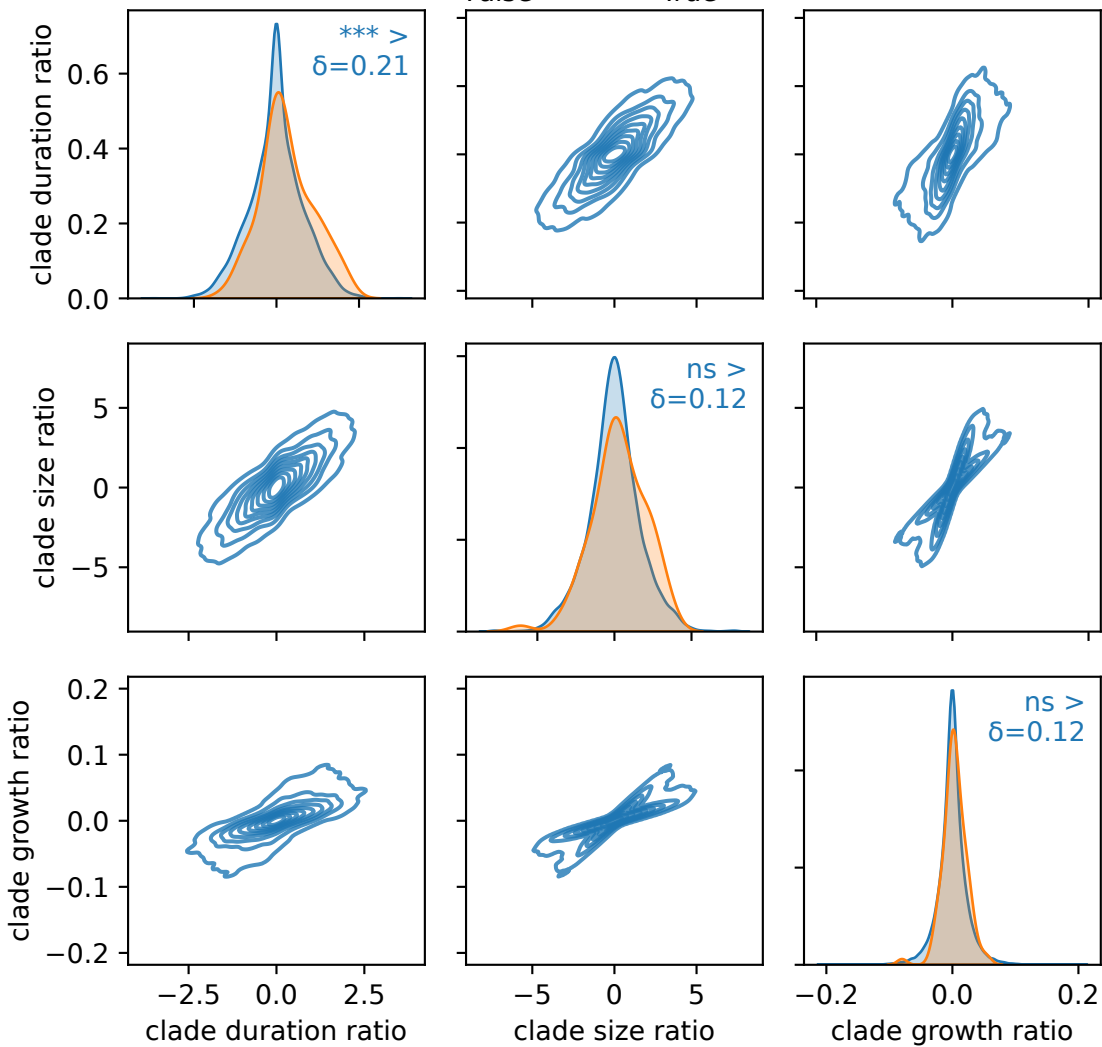 clade duration ratio
0.6
0.4
0.2
0.0
*** >
δ=0.21
clade size ratio
5
0
−5
ns >
δ=0.12
clade growth ratio
0.2
0.1
0.0
−0.1
−0.2
ns >
δ=0.12
−2.5 0.0 2.5
−5 0 5
−0.2 0.0 0.2
clade duration ratio
clade size ratio
clade growth ratio